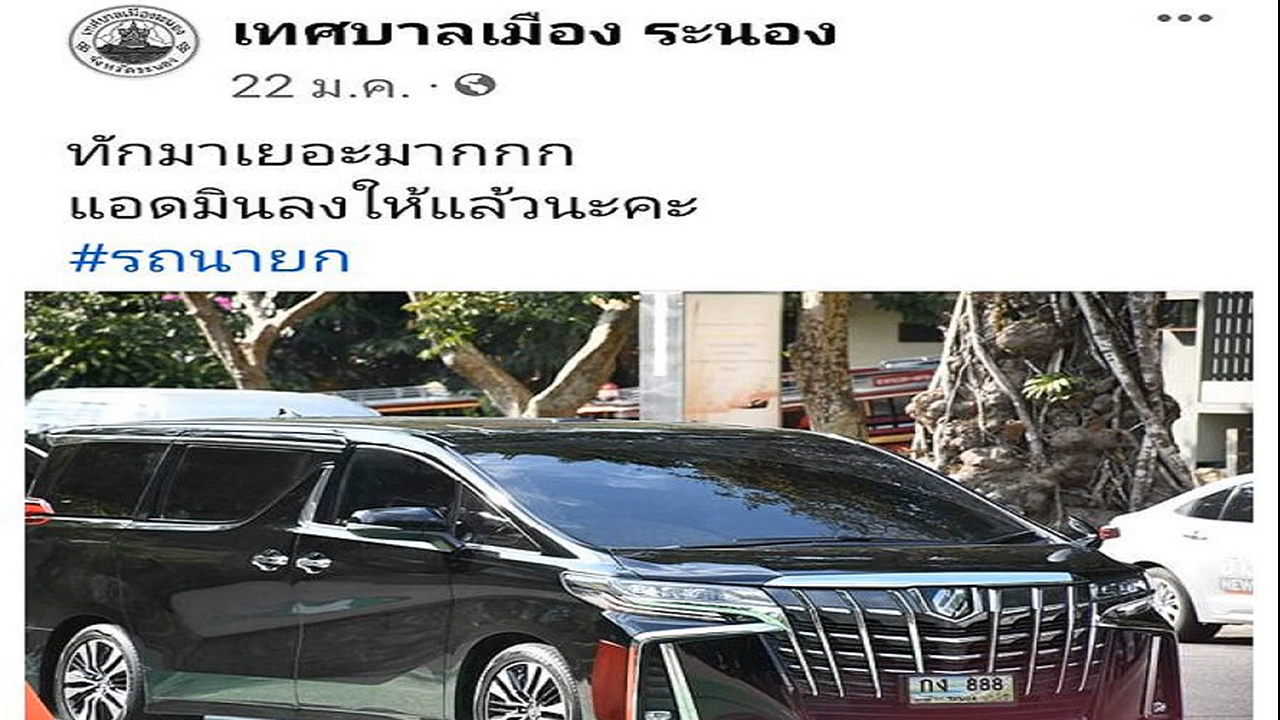 เทศบาลเมือง ระนอง
22 ม.ค. ·
ทักมาเยอะมากกก
แอดมินลงให้แล้วนะคะ
#รถนายก
กง 888
NEW